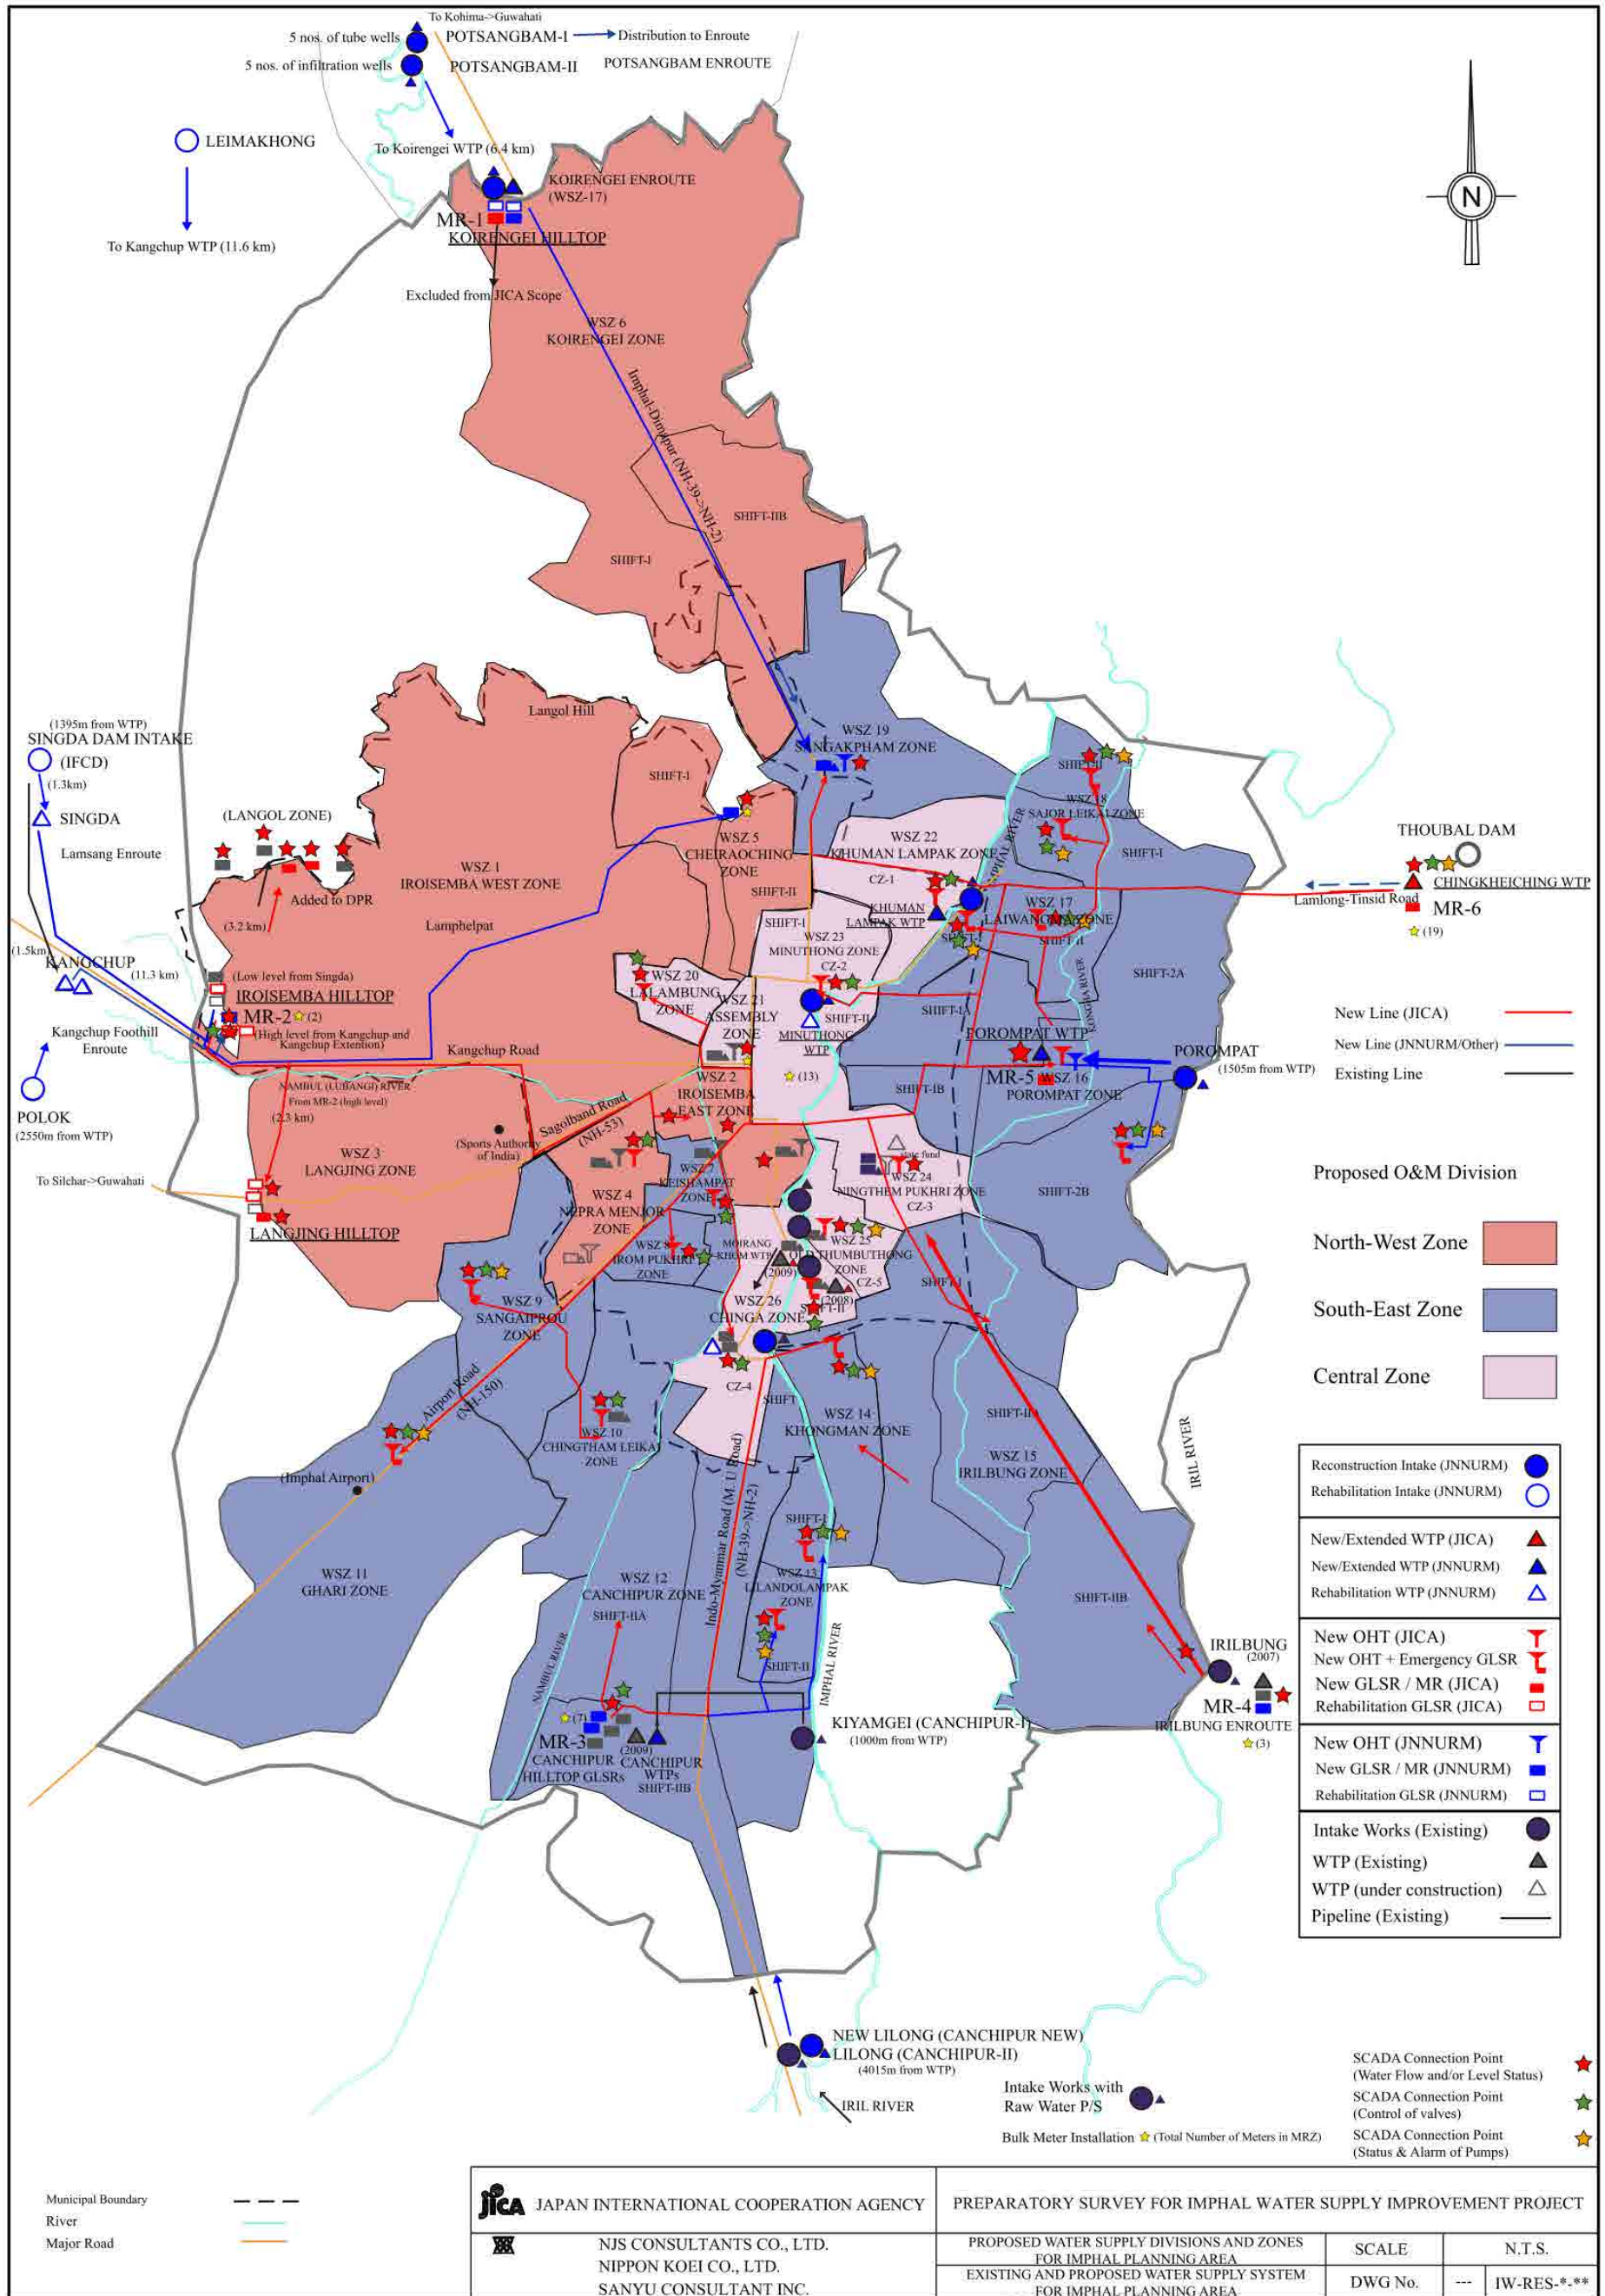 To Kohima->Guwahati
5 nos. of tube wells
POTSANGBAM-I
Distribution to Enroute
5 nos. of infiltration wells
POTSANGBAM-II
POTSANGBAM ENROUTE
LEIMAKHONG
To Koirengei WTP (6.4 km)
KOIRENGEI ENROUTE
(WSZ-17)
N
MR-1
KOIRENGEI HILLTOP
To Kangchup WTP (11.6 km)
Excluded from JICA Scope
WSZ 6
KOIRENGEI ZONE
Imphal-Dimapur (NH-39->NH-2)
SHIFT-IIB
SHIFT-I
Langol Hill
(1395m from WTP)
SINGDA DAM INTAKE
(IFCD)
(1.3km)
SINGDA
Lamsang Enroute
(LANGOL ZONE)
WSZ 1
IROISEMBA WEST ZONE
Added to DPR
(3.2 km)
Lamphelpat
SHIFT-I
WSZ 5
CHEIRAOCHING
ZONE
SHIFT-II
WSZ 19
SANGAKPHAM ZONE
WSZ 22
KHUMAN LAMPAK ZONE
CZ-1
KHUMAN
LAMPAK WTP
IMPHAL RIVER
SHIFT-II
WSZ 18
SAJOR LEIKAI ZONE
SHIFT-I
THOUBAL DAM
CHINGKHEICHING WTP
Lamlong-Tinsid Road
MR-6
(19)
WSZ 17
LAIWANGMA ZONE
SHIFT-I
SHIFT-II
SHIFT-2A
KONGBA RIVER
SHIFT-I
WSZ 23
MINUTHONG ZONE
CZ-2
SHIFT-II
MINUTHONG
WTP
(13)
SHIFT-1A
SHIFT-IB
POROMPAT WTP
MR-5
WSZ 16
POROMPAT ZONE
POROMPAT
(1505m from WTP)
SHIFT-2B
(1.5km)
KANGCHUP
(11.3 km)
Kangchup Foothill
Enroute
POLOK
(2550m from WTP)
(Low level from Singda)
IROISEMBA HILLTOP
MR-2
(2)
(High level from Kangchup and
Kangchup Extention)
Kangchup Road
NAMBUL (LUBANGI) RIVER
From MR-2 (high level)
(2.3 km)
WSZ 3
LANGJING ZONE
(Sports Authority
of India)
Sagolband Road
(NH-53)
To Silchar->Guwahati
LANGJING HILLTOP
WSZ 20
LALAMBUNG
ZONE
WSZ 21
ASSEMBLY
ZONE
WSZ 2
IROISEMBA
EAST ZONE
WSZ 7
KEISHAMPAT
ZONE
WSZ 4
NEPRA MENJOR
ZONE
WSZ 8
IROM PUKHRI
ZONE
MOIRANG
KHOM WTP
(2009)
state fund
WSZ 24
NINGTHEM PUKHRI ZONE
CZ-3
WSZ 25
OLD THUMBUTHONG
ZONE
CZ-5
(2008)
SHIFT-II
SHIFT-I
WSZ 26
CHINGA ZONE
CZ-4
SHIFT
WSZ 9
SANGAIPROU
ZONE
Airport Road
(NH-150)
(Imphal Airport)
WSZ 10
CHINGTHAM LEIKAI
ZONE
WSZ 11
GHARI ZONE
WSZ 12
CANCHIPUR ZONE
SHIFT-IIA
NAMBUL RIVER
Indo-Myanmar Road (M. U Road)
(NH-39->NH-2)
WSZ 14
KHONGMAN ZONE
SHIFT-I
WSZ 13
LILANDOLAMPAK
ZONE
SHIFT-II
IMPHAL RIVER
SHIFT-IIA
WSZ 15
IRILBUNG ZONE
SHIFT-IIB
IRIL RIVER
IRILBUNG
(2007)
MR-4
IRILBUNG ENROUTE
(3)
(7)
MR-3
CANCHIPUR
HILLTOP GLSRs
(2009)
CANCHIPUR
WTPs
SHIFT-IIB
KIYAMGEI (CANCHIPUR-I)
(1000m from WTP)
NEW LILONG (CANCHIPUR NEW)
LILONG (CANCHIPUR-II)
(4015m from WTP)
IRIL RIVER
New Line (JICA)
New Line (JNNURM/Other)
Existing Line
Proposed O&M Division
North-West Zone
South-East Zone
Central Zone
Reconstruction Intake (JNNURM)
Rehabilitation Intake (JNNURM)
New/Extended WTP (JICA)
New/Extended WTP (JNNURM)
Rehabilitation WTP (JNNURM)
New OHT (JICA)
New OHT + Emergency GLSR
New GLSR / MR (JICA)
Rehabilitation GLSR (JICA)
New OHT (JNNURM)
New GLSR / MR (JNNURM)
Rehabilitation GLSR (JNNURM)
Intake Works (Existing)
WTP (Existing)
WTP (under construction)
Pipeline (Existing)
Intake Works with
Raw Water P/S
Bulk Meter Installation (Total Number of Meters in MRZ)
SCADA Connection Point
(Water Flow and/or Level Status)
SCADA Connection Point
(Control of valves)
SCADA Connection Point
(Status & Alarm of Pumps)
Municipal Boundary
River
Major Road
jica JAPAN INTERNATIONAL COOPERATION AGENCY
PREPARATORY SURVEY FOR IMPHAL WATER SUPPLY IMPROVEMENT PROJECT
NJS CONSULTANTS CO., LTD.
NIPPON KOEI CO., LTD.
SANYU CONSULTANT INC.
PROPOSED WATER SUPPLY DIVISIONS AND ZONES
FOR IMPHAL PLANNING AREA
SCALE
N.T.S.
EXISTING AND PROPOSED WATER SUPPLY SYSTEM
FOR IMPHAL PLANNING AREA
DWG No.
---
IW-RES-*-**